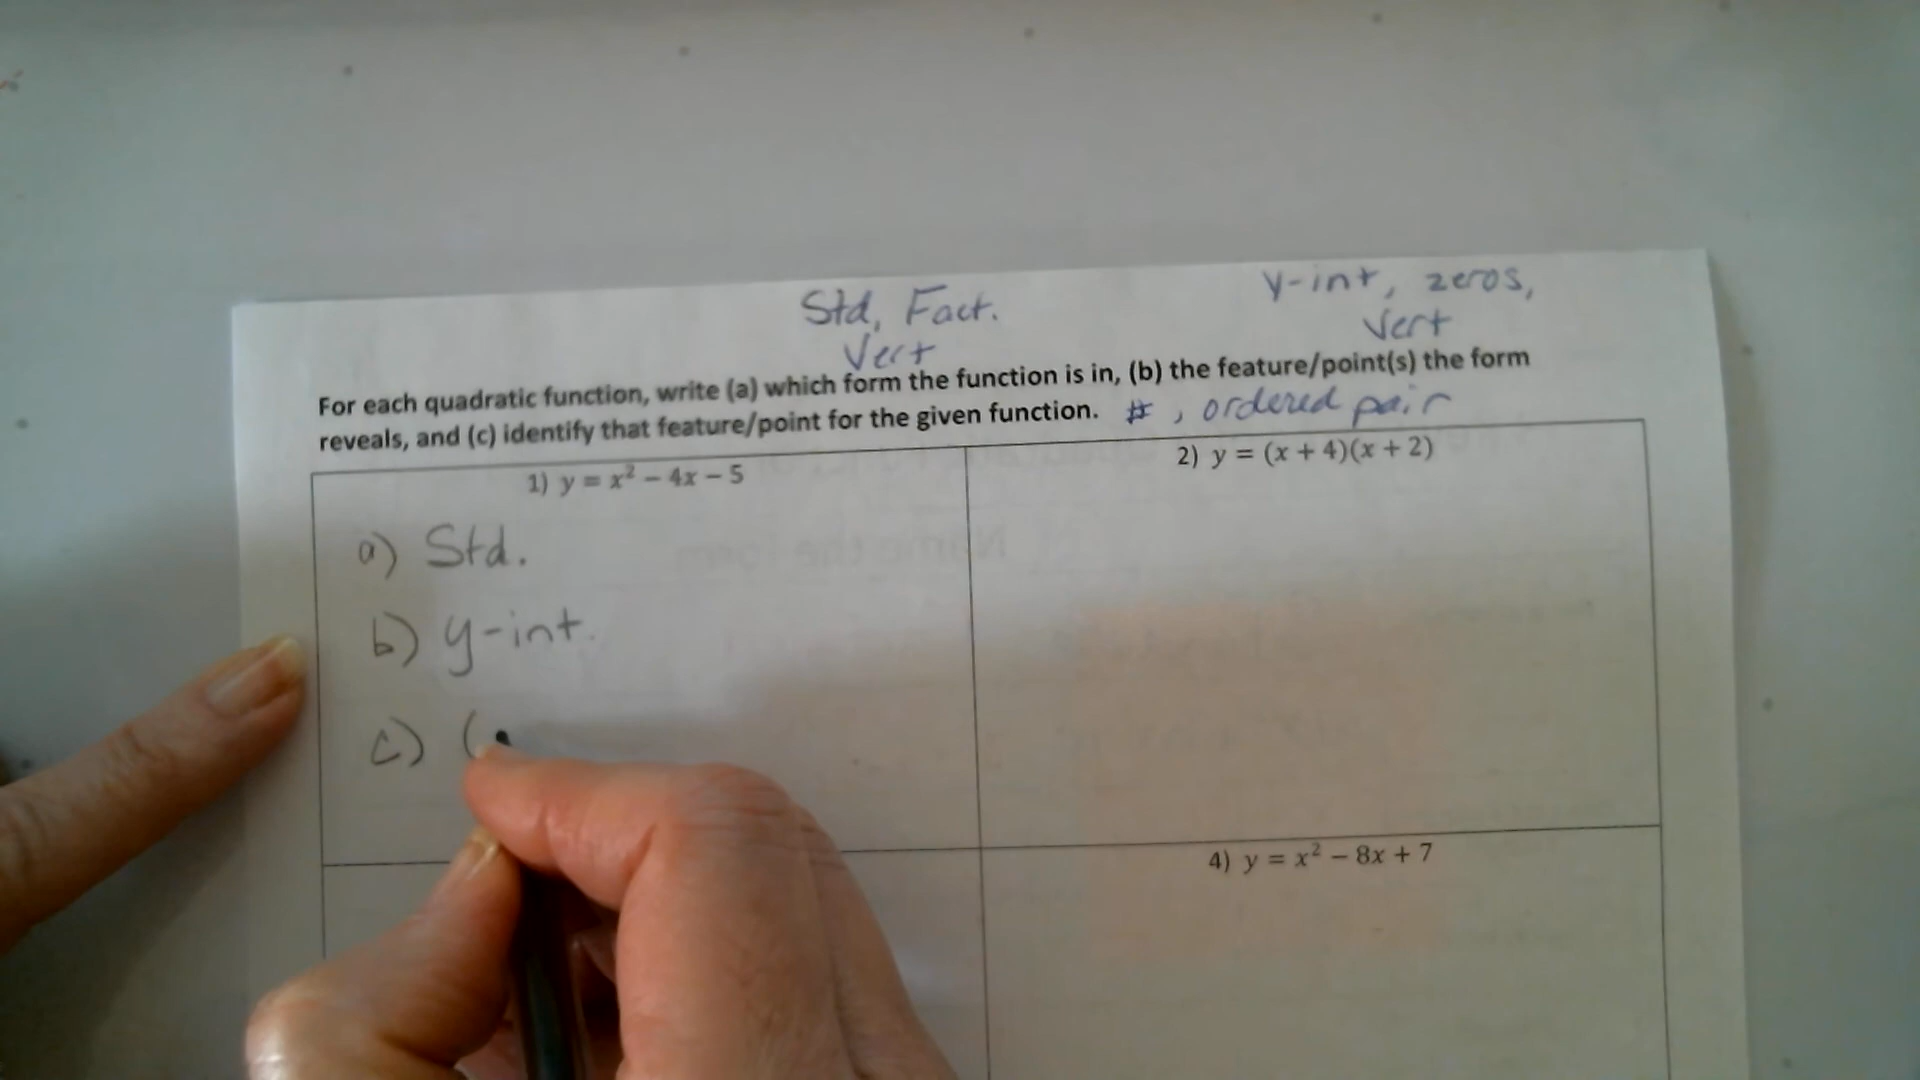 Std, Fact.
Vert
y-int, zeros,
Vert
For each quadratic function, write (a) which form the function is in, (b) the feature/point(s) the form
reveals, and (c) identify that feature/point for the given function. #, ordered pair
1) y = x² − 4x − 5
2) y = (x + 4)(x + 2)
a) Std.
b) y-int.
c) (
4) y = x² − 8x + 7